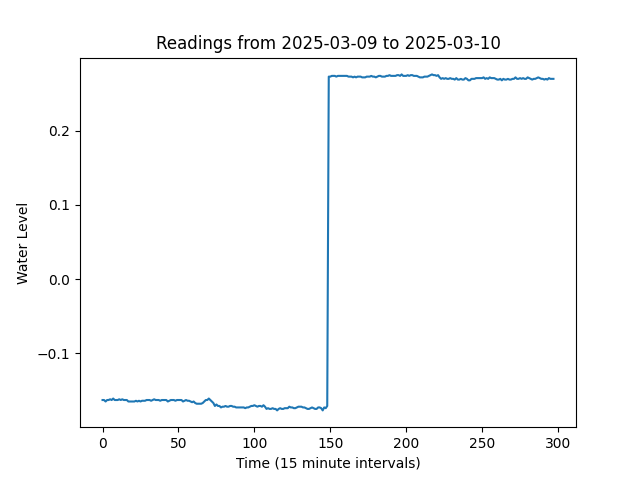 Readings from 2025-03-09 to 2025-03-10
Water Level
0.2
0.1
0.0
−0.1
0 50 100 150 200 250 300
Time (15 minute intervals)